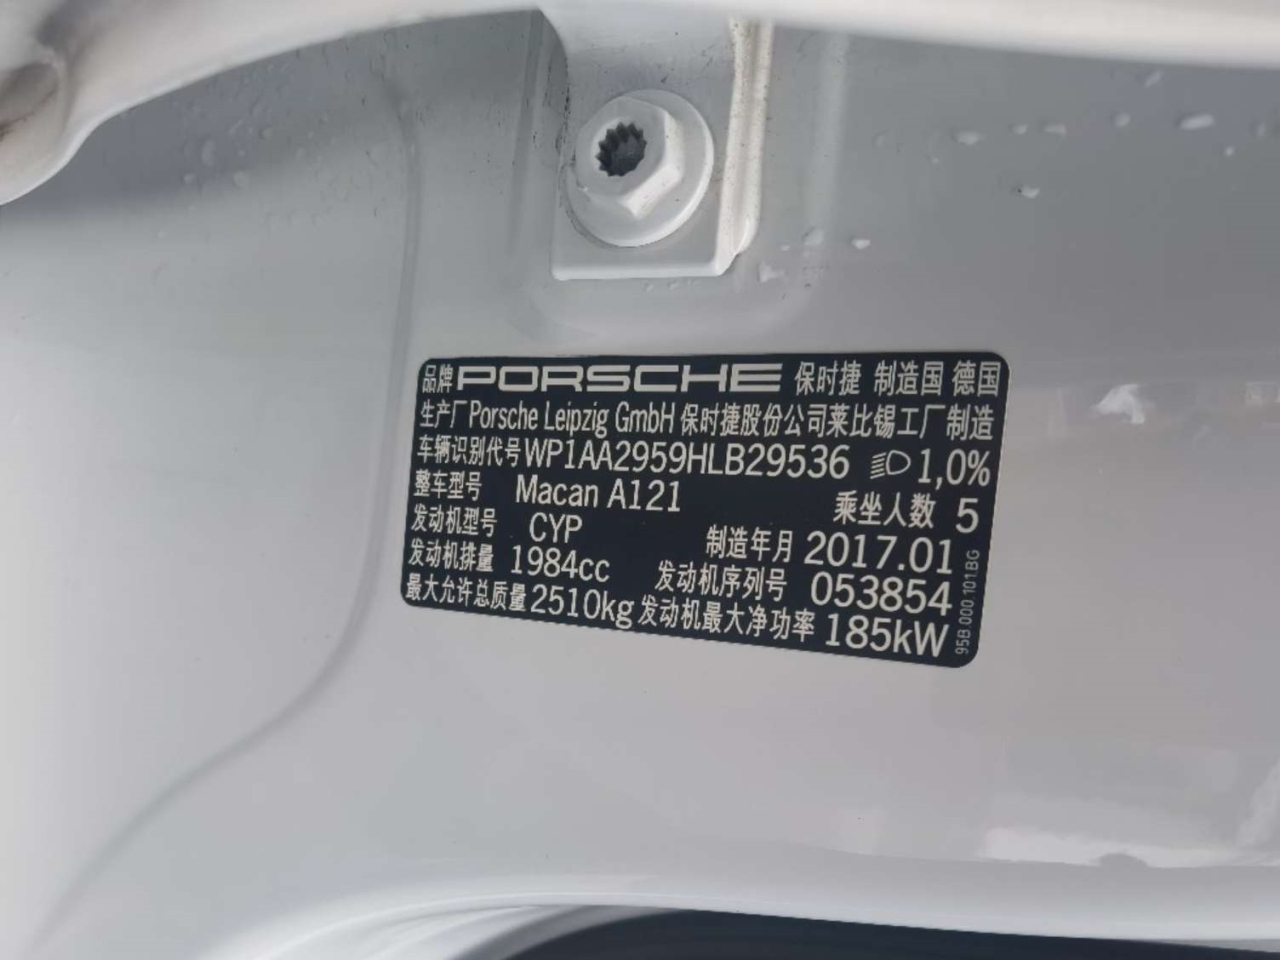 品牌 PORSCHE 保时捷 制造国 德国
生产厂 Porsche Leipzig GmbH 保时捷股份公司莱比锡工厂制造
车辆识别代号 WP1AA2959HLB29536 1,0%
整车型号 Macan A121 乘坐人数 5
发动机型号 CYP 制造年月 2017.01
发动机排量 1984cc 发动机序列号 053854
最大允许总质量 2510kg 发动机最大净功率 185kW
95B.000.101.BG